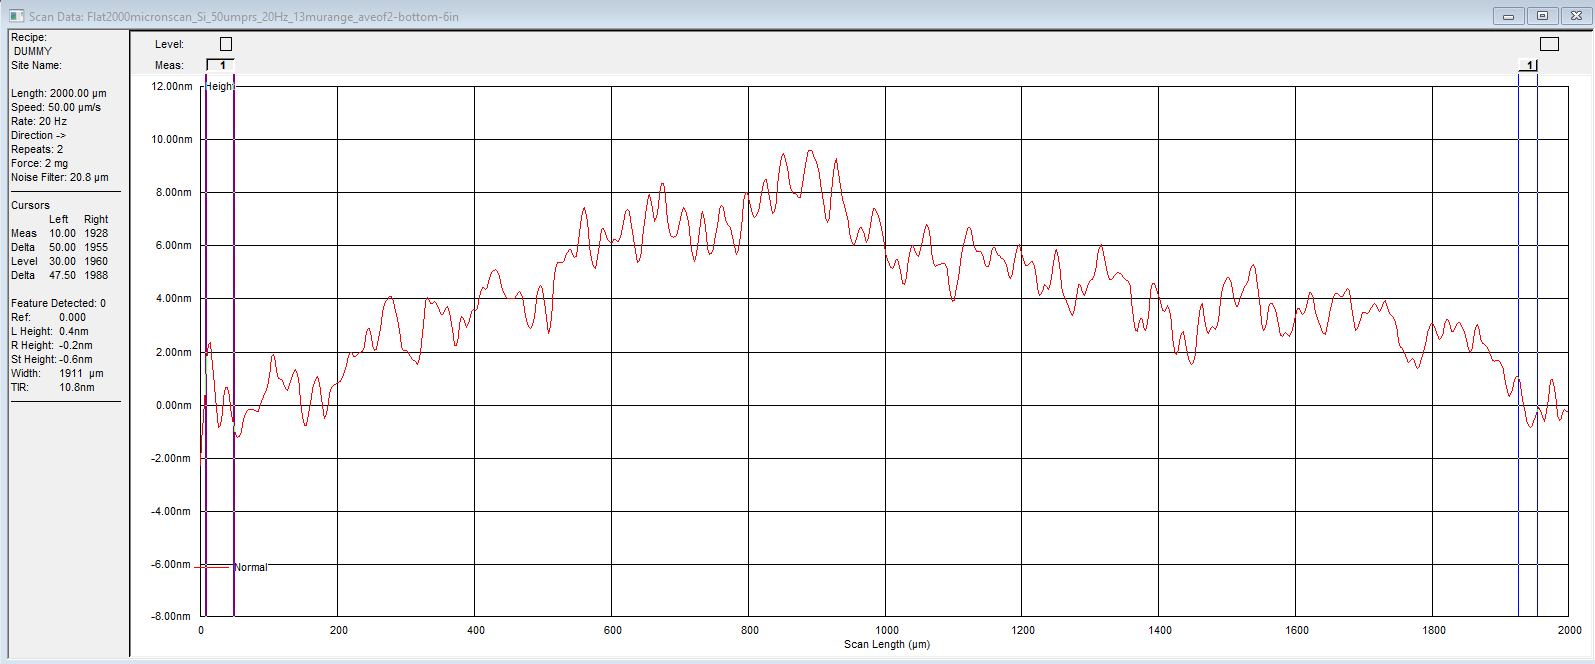 Scan Data: Flat2000micronscan_Si_50umprs_20Hz_13murange_aveof2-bottom-6in
Recipe:
DUMMY
Site Name:
Length: 2000.00 µm
Speed: 50.00 µm/s
Rate: 20 Hz
Direction ->
Repeats: 2
Force: 2 mg
Noise Filter: 20.8 µm
Cursors
Left Right
Meas 10.00 1928
Delta 50.00 1955
Level 30.00 1960
Delta 47.50 1988
Feature Detected: 0
Ref: 0.000
L Height: 0.4nm
R Height: -0.2nm
St Height: -0.6nm
Width: 1911 µm
TIR: 10.8nm
Level:
Meas: 1 1
Height
12.00nm
10.00nm
8.00nm
6.00nm
4.00nm
2.00nm
0.00nm
-2.00nm
-4.00nm
-6.00nm
Normal
-8.00nm
0 200 400 600 800 1000 1200 1400 1600 1800 2000
Scan Length (µm)